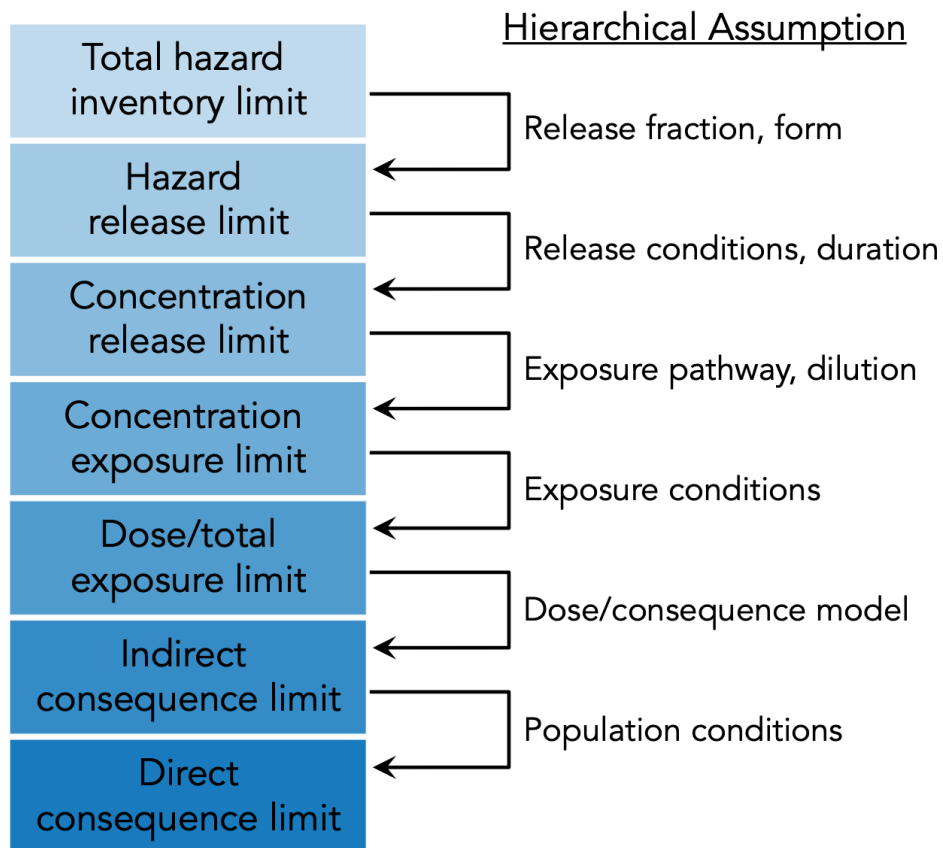 Hierarchical Assumption
Total hazard
inventory limit
Release fraction, form
Hazard
release limit
Release conditions, duration
Concentration
release limit
Exposure pathway, dilution
Concentration
exposure limit
Exposure conditions
Dose/total
exposure limit
Dose/consequence model
Indirect
consequence limit
Population conditions
Direct
consequence limit